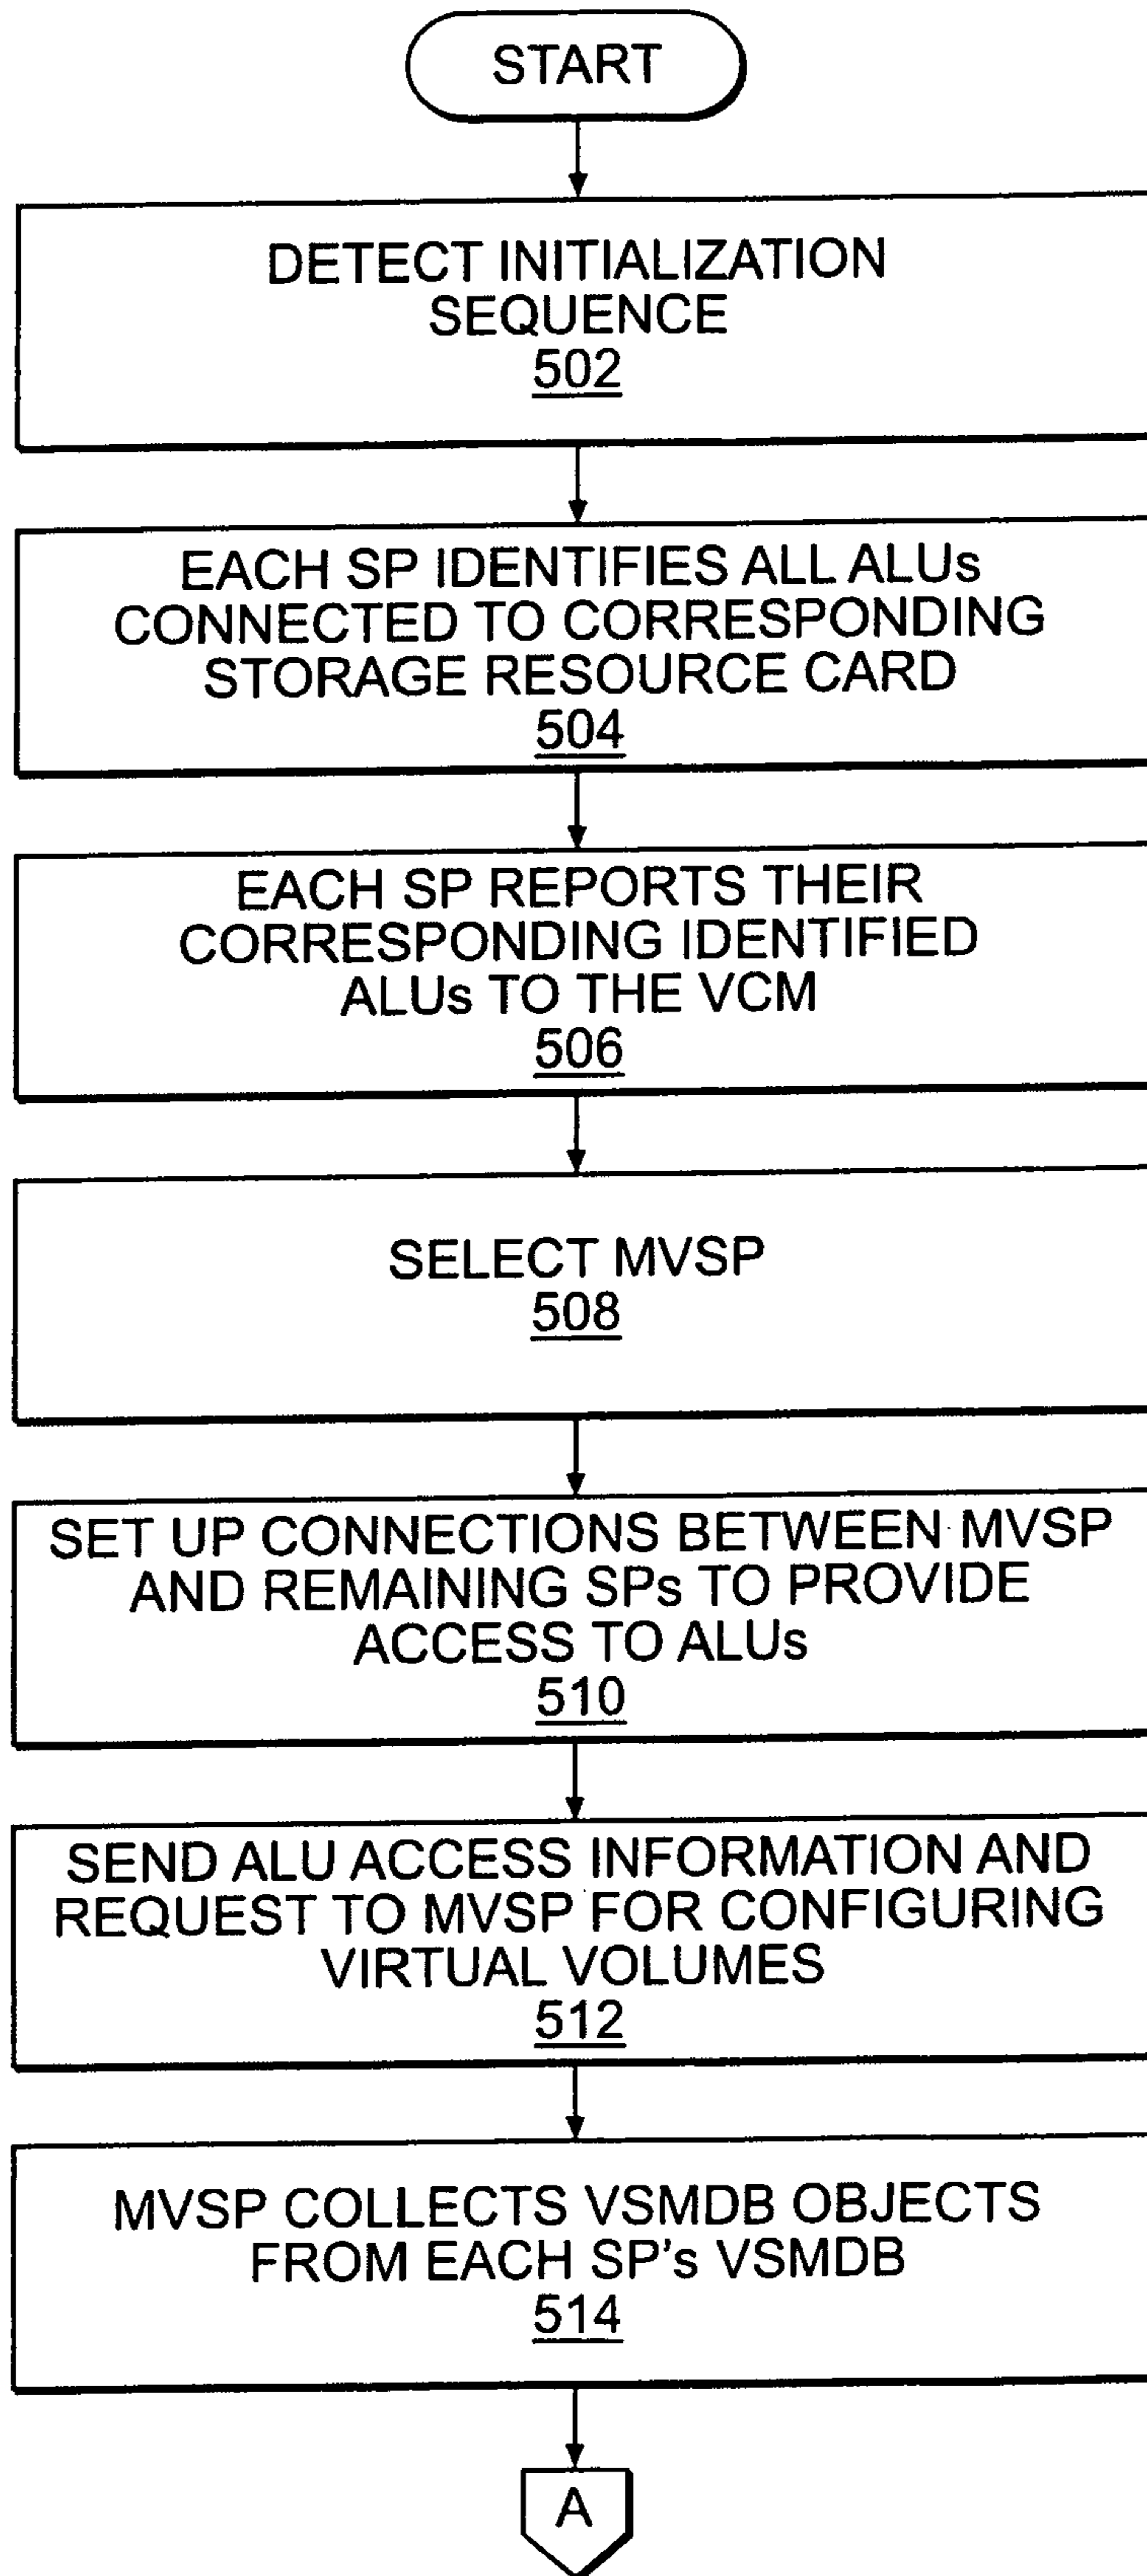 START
DETECT INITIALIZATION
SEQUENCE
502
EACH SP IDENTIFIES ALL ALUs
CONNECTED TO CORRESPONDING
STORAGE RESOURCE CARD
504
EACH SP REPORTS THEIR
CORRESPONDING IDENTIFIED
ALUs TO THE VCM
506
SELECT MVSP
508
SET UP CONNECTIONS BETWEEN MVSP
AND REMAINING SPs TO PROVIDE
ACCESS TO ALUs
510
SEND ALU ACCESS INFORMATION AND
REQUEST TO MVSP FOR CONFIGURING
VIRTUAL VOLUMES
512
MVSP COLLECTS VSMDB OBJECTS
FROM EACH SP's VSMDB
514
A